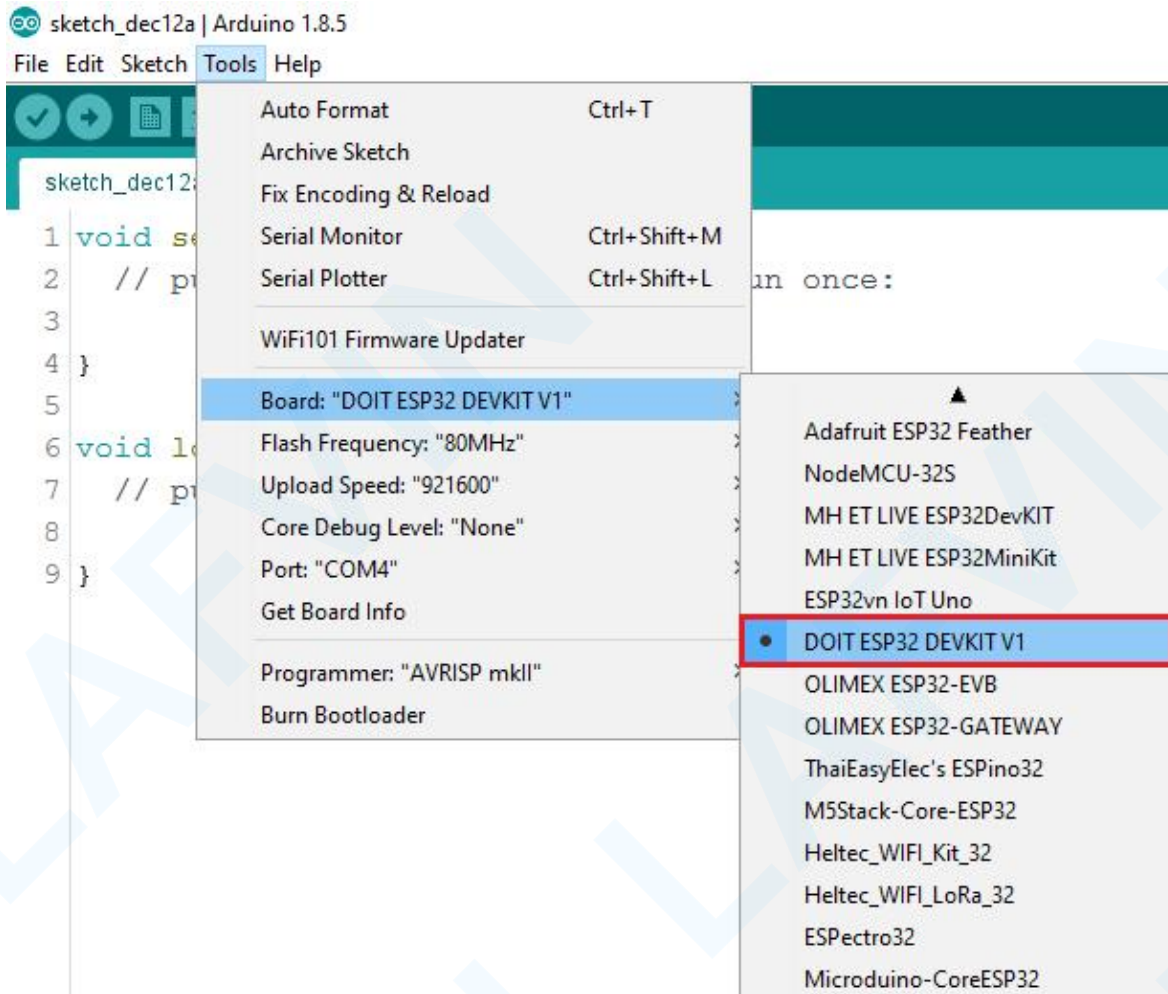 sketch_dec12a | Arduino 1.8.5
File Edit Sketch Tools Help
Auto Format Ctrl+T
Archive Sketch
Fix Encoding & Reload
Serial Monitor Ctrl+Shift+M
Serial Plotter Ctrl+Shift+L
WiFi101 Firmware Updater
Board: "DOIT ESP32 DEVKIT V1"
Flash Frequency: "80MHz"
Upload Speed: "921600"
Core Debug Level: "None"
Port: "COM4"
Get Board Info
Programmer: "AVRISP mkII"
Burn Bootloader
sketch_dec12a
1 void se
2 // pu un once:
3
4 }
5
6 void lo
7 // pu
8
9 }
Adafruit ESP32 Feather
NodeMCU-32S
MH ET LIVE ESP32DevKIT
MH ET LIVE ESP32MiniKit
ESP32vn IoT Uno
DOIT ESP32 DEVKIT V1
OLIMEX ESP32-EVB
OLIMEX ESP32-GATEWAY
ThaiEasyElec's ESPino32
M5Stack-Core-ESP32
Heltec_WIFI_Kit_32
Heltec_WIFI_LoRa_32
ESPectro32
Microduino-CoreESP32
LAFVIN
LAFVIN